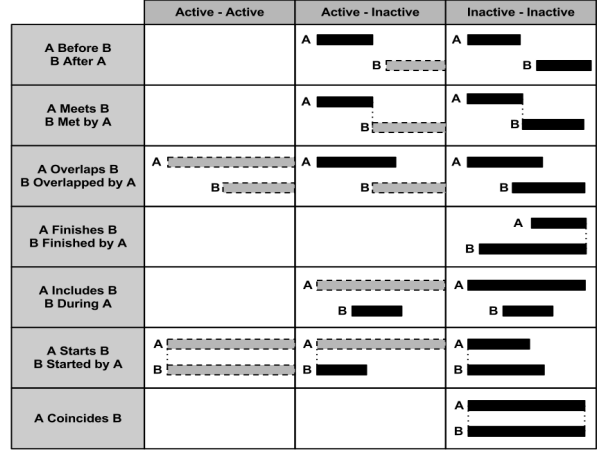 Active - Active
Active - Inactive
Inactive - Inactive
A Before B
B After A
A
B
A
B
A Meets B
B Met by A
A
B
A
B
A Overlaps B
B Overlapped by A
A
B
A
B
A
B
A Finishes B
B Finished by A
A
B
A Includes B
B During A
A
B
A
B
A Starts B
B Started by A
A
B
A
B
A
B
A Coincides B
A
B